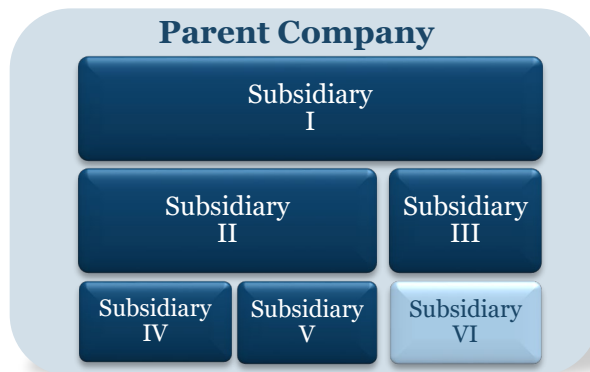 Parent Company
Subsidiary
I
Subsidiary
II
Subsidiary
III
Subsidiary
IV
Subsidiary
V
Subsidiary
VI